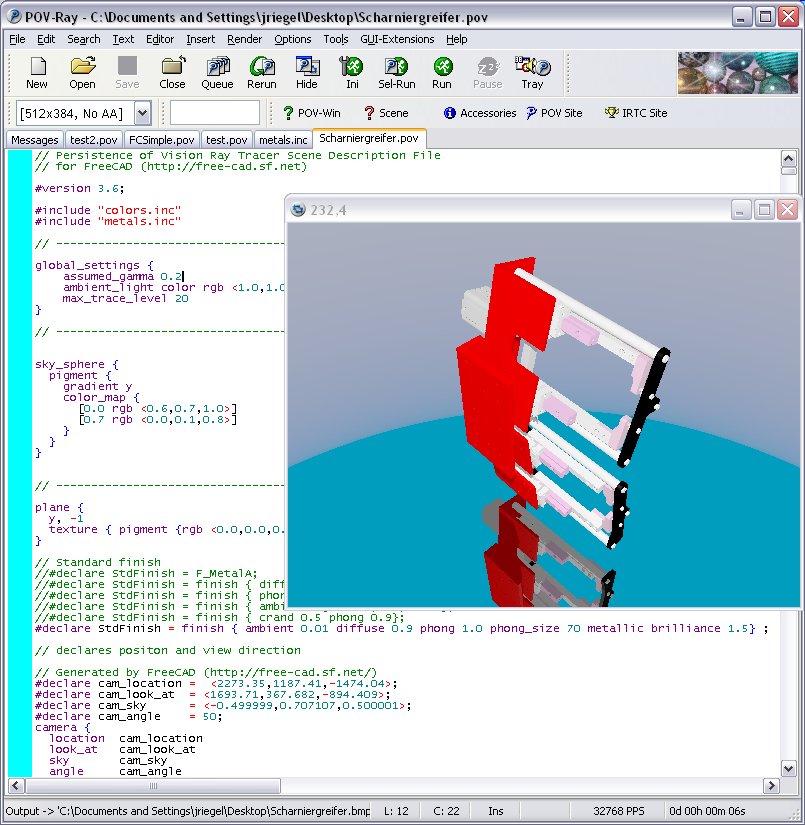 POV-Ray - C:\Documents and Settings\jriegel\Desktop\Scharniergreifer.pov
File Edit Search Text Editor Insert Render Options Tools GUI-Extensions Help
New Open Save Close Queue Rerun Hide Ini Sel-Run Run Pause Tray
[512x384, No AA] ? POV-Win ? Scene Accessories POV Site IRTC Site
Messages test2.pov FCSimple.pov test.pov metals.inc Scharniergreifer.pov
// Persistence of Vision Ray Tracer Scene Description File
// for FreeCAD (http://free-cad.sf.net)
#version 3.6;
232,4
#include "colors.inc"
#include "metals.inc"
// ----------------------------------
global_settings {
assumed_gamma 0.2
ambient_light color rgb <1.0,1.0
max_trace_level 20
}
// ----------------------------------
sky_sphere {
pigment {
gradient y
color_map {
[0.0 rgb <0.6,0.7,1.0>]
[0.7 rgb <0.0,0.1,0.8>]
}
}
}
// ----------------------------------
plane {
y, -1
texture { pigment {rgb <0.0,0.0,0.
}
// Standard finish
//#declare StdFinish = F_MetalA;
//#declare StdFinish = finish { diff
//#declare StdFinish = finish { phon
//#declare StdFinish = finish { ambi
//#declare StdFinish = finish { crand 0.5 phong 0.9};
#declare StdFinish = finish { ambient 0.01 diffuse 0.9 phong 1.0 phong_size 70 metallic brilliance 1.5} ;
// declares positon and view direction
// Generated by FreeCAD (http://free-cad.sf.net/)
#declare cam_location = <2273.35,1187.41,-1474.04>;
#declare cam_look_at = <1693.71,367.682,-894.409>;
#declare cam_sky = <-0.499999,0.707107,0.500001>;
#declare cam_angle = 50;
camera {
location cam_location
look_at cam_look_at
sky cam_sky
angle cam_angle
Output -> 'C:\Documents and Settings\jriegel\Desktop\Scharniergreifer.bmp L: 12 C: 22 Ins 32768 PPS 0d 00h 00m 06s